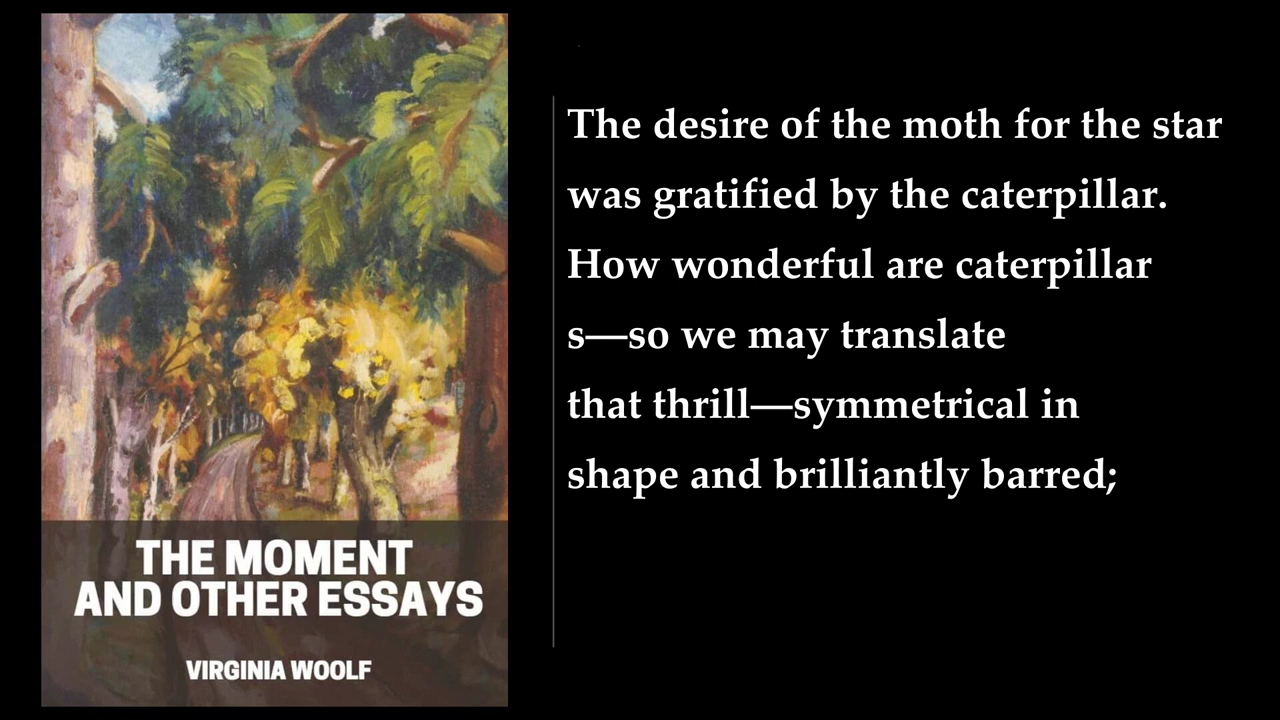 THE MOMENT
AND OTHER ESSAYS
VIRGINIA WOOLF
The desire of the moth for the star
was gratified by the caterpillar.
How wonderful are caterpillar
s—so we may translate
that thrill—symmetrical in
shape and brilliantly barred;